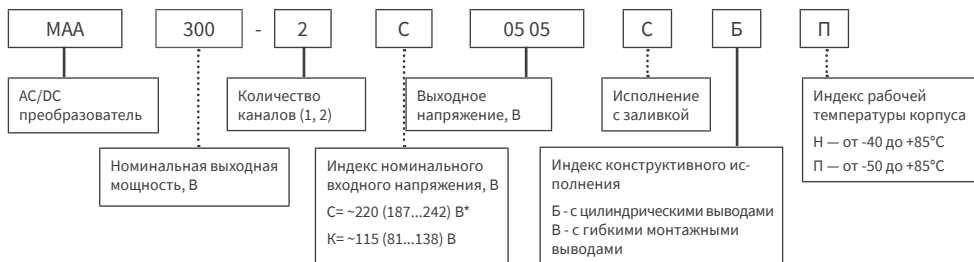 МАА 300 - 2 С 05 05 С Б П
AC/DC
преобразователь
Количество
каналов (1, 2)
Выходное
напряжение, В
Исполнение
с заливкой
Индекс рабочей
температуры корпуса
Н — от -40 до +85°С
П — от -50 до +85°С
Номинальная выходная
мощность, В
Индекс номинального
входного напряжения, В
С= ~220 (187...242) В*
К= ~115 (81...138) В
Индекс конструктивного ис-
полнения
Б - с цилиндрическими выводами
В - с гибкими монтажными
выводами